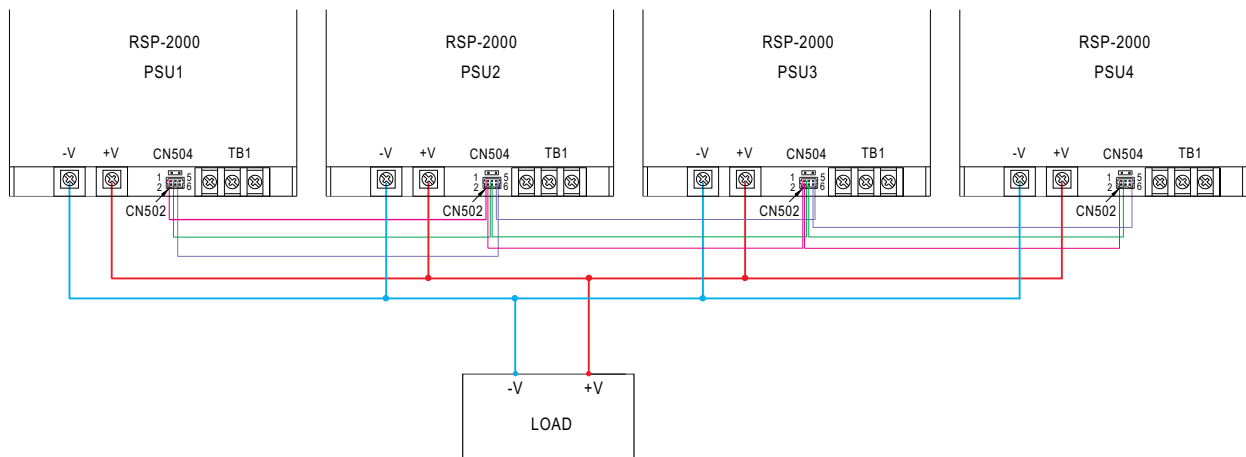 RSP-2000
PSU1
-V +V CN504 TB1
1 5
2 6
CN502
RSP-2000
PSU2
-V +V CN504 TB1
1 5
2 6
CN502
RSP-2000
PSU3
-V +V CN504 TB1
1 5
2 6
CN502
RSP-2000
PSU4
-V +V CN504 TB1
1 5
2 6
CN502
-V +V
LOAD